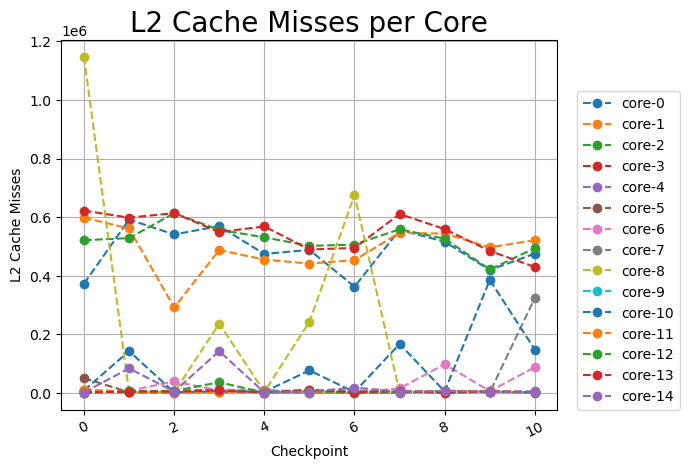 L2 Cache Misses per Core
1e6
1.2
1.0
0.8
0.6
0.4
0.2
0.0
L2 Cache Misses
0
2
4
6
8
10
Checkpoint
core-0
core-1
core-2
core-3
core-4
core-5
core-6
core-7
core-8
core-9
core-10
core-11
core-12
core-13
core-14